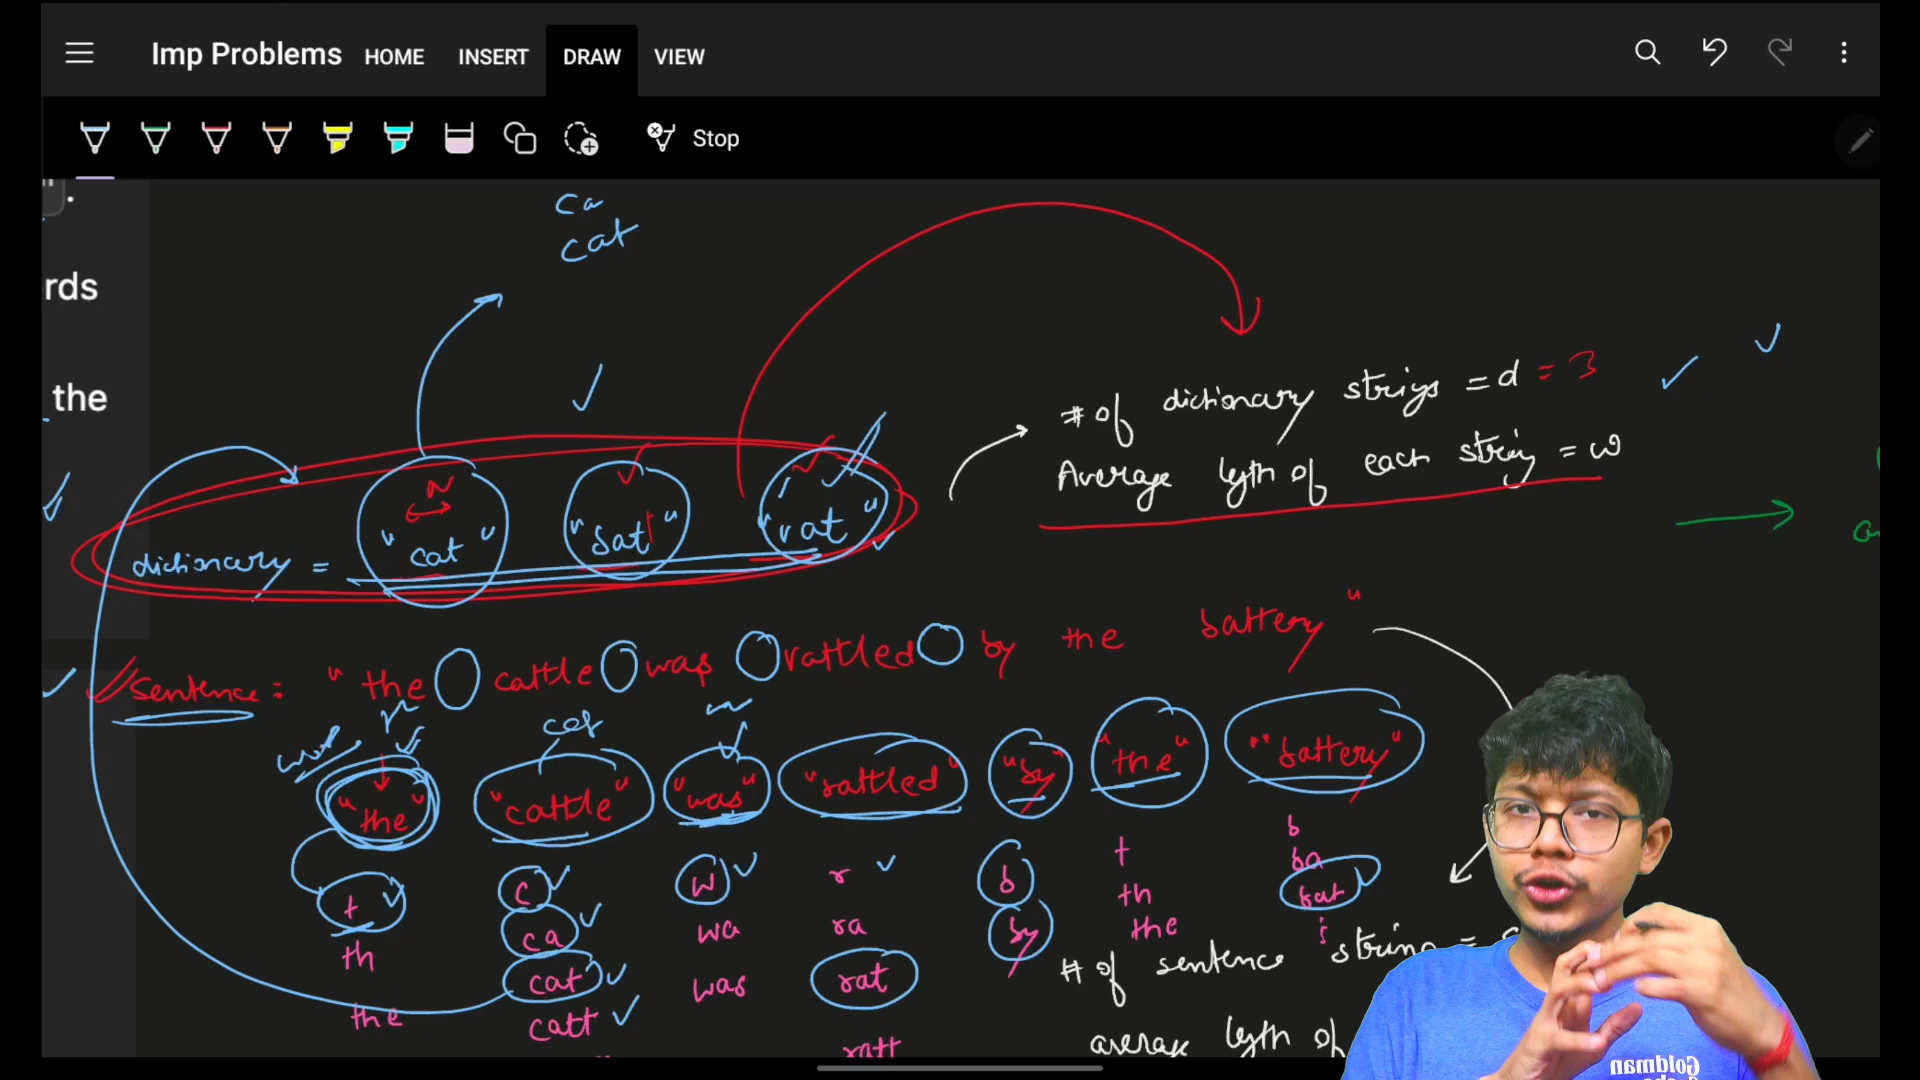 Imp Problems HOME INSERT DRAW VIEW
Stop
".
ca
cat
rds
the
# of dictionary strings = d = 3
Average length of each string = w
dictionary = "cat" "bat" "rat"
sentence: "the cattle was rattled by the battery"
cat
"the" "cattle" "was" "rattled" "by" "the" "battery"
t c w r b t b
th ca wa ra by th ba
the cat was rat the bat
catt ratt
# of sentence string =
average length of
Goldman